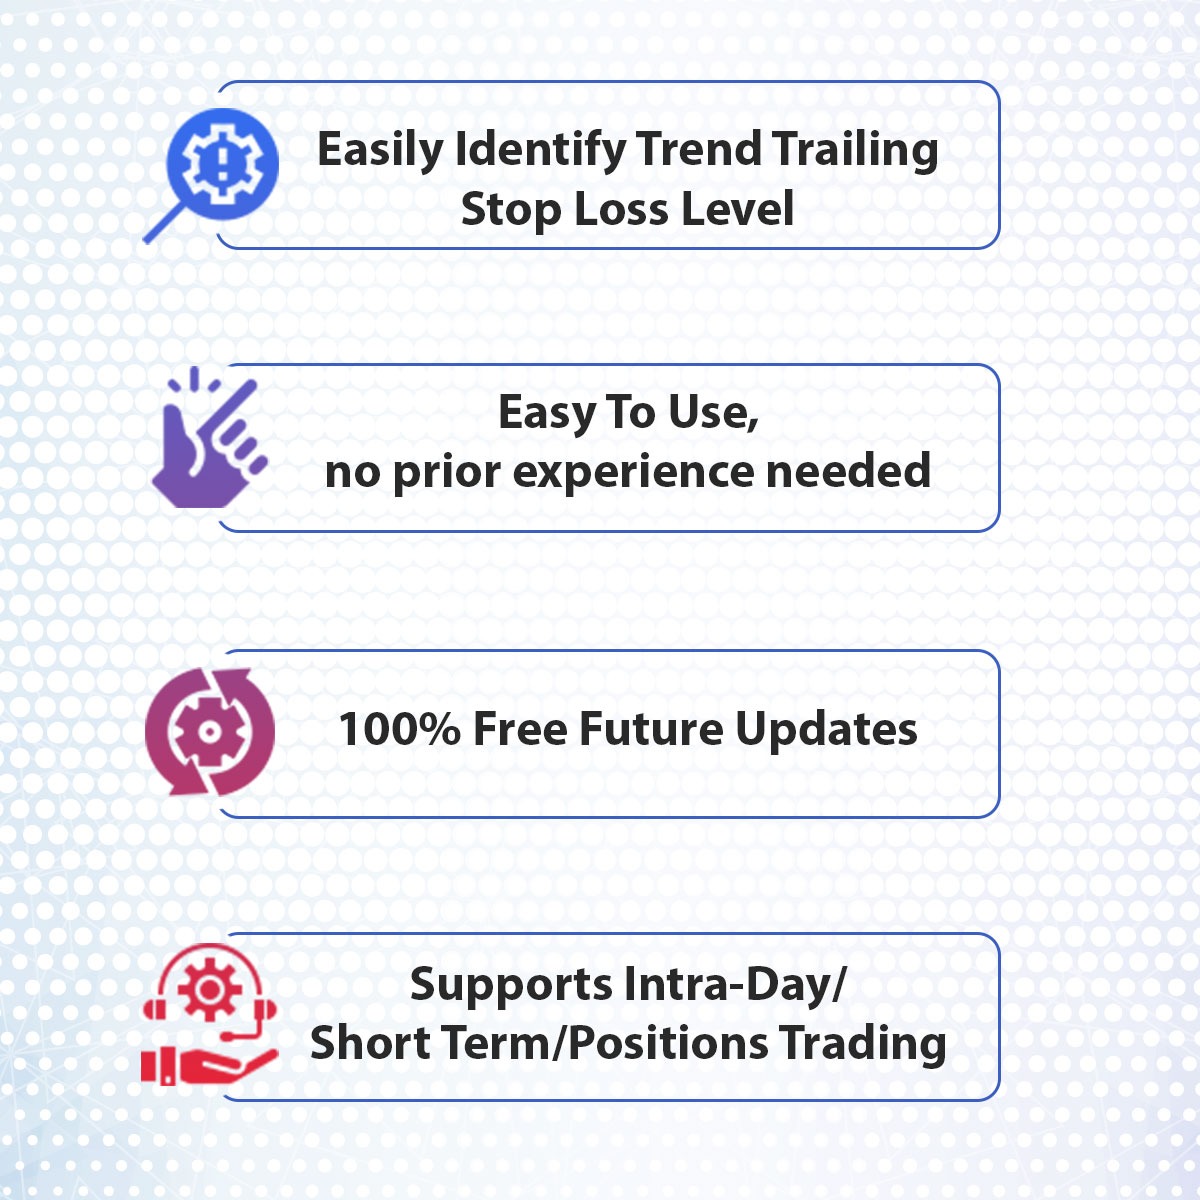 Easily Identify Trend Trailing
Stop Loss Level
Easy To Use,
no prior experience needed
100% Free Future Updates
Supports Intra-Day/
Short Term/Positions Trading